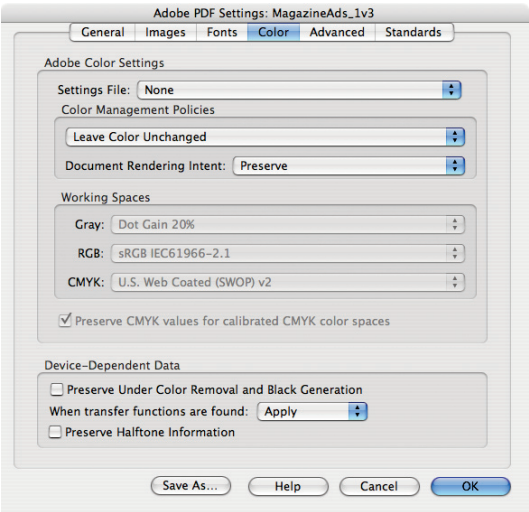 Adobe PDF Settings: MagazineAds_1v3
General Images Fonts Color Advanced Standards
Adobe Color Settings
Settings File: None
Color Management Policies
Leave Color Unchanged
Document Rendering Intent: Preserve
Working Spaces
Gray: Dot Gain 20%
RGB: sRGB IEC61966-2.1
CMYK: U.S. Web Coated (SWOP) v2
Preserve CMYK values for calibrated CMYK color spaces
Device-Dependent Data
Preserve Under Color Removal and Black Generation
When transfer functions are found: Apply
Preserve Halftone Information
Save As... Help Cancel OK